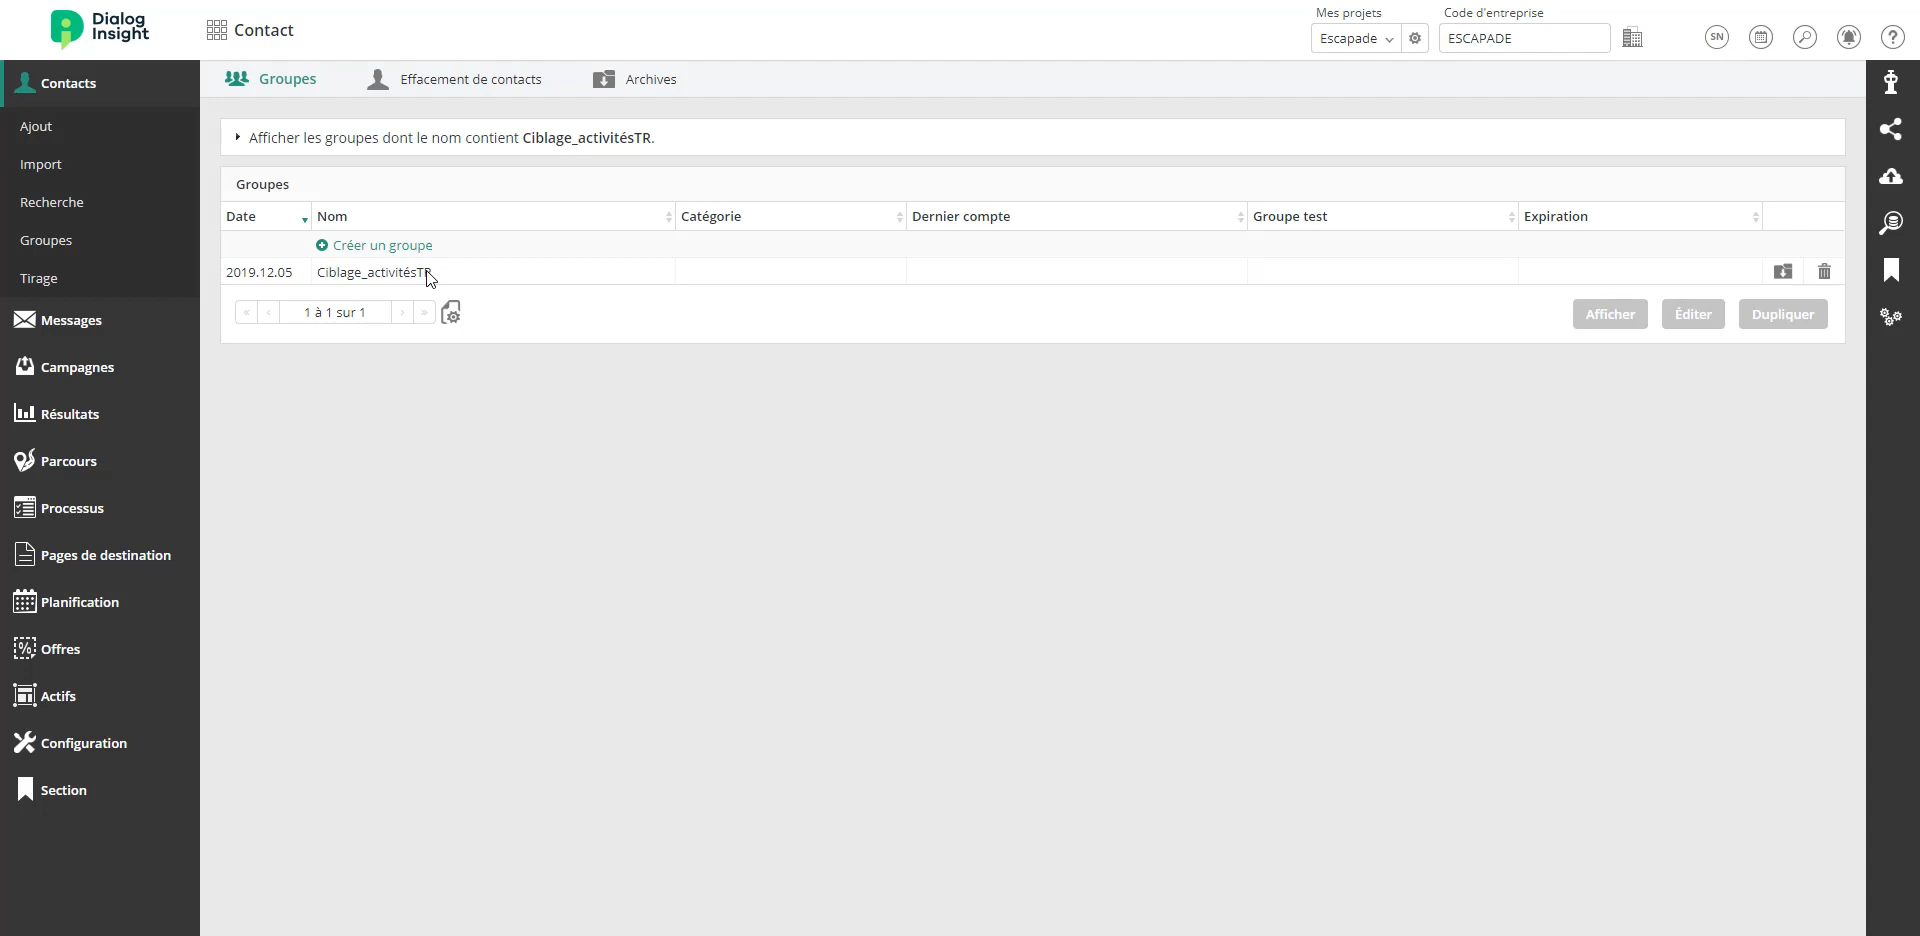 Dialog
Insight
Contact
Mes projets
Escapade
Code d'entreprise
ESCAPADE
SN
Contacts
Ajout
Import
Recherche
Groupes
Tirage
Messages
Campagnes
Résultats
Parcours
Processus
Pages de destination
Planification
Offres
Actifs
Configuration
Section
Groupes Effacement de contacts Archives
Afficher les groupes dont le nom contient Ciblage_activitésTR.
Groupes
Date Nom Catégorie Dernier compte Groupe test Expiration
Créer un groupe
2019.12.05 Ciblage_activitésTR
« ‹ 1 à 1 sur 1 › »
Afficher Éditer Dupliquer